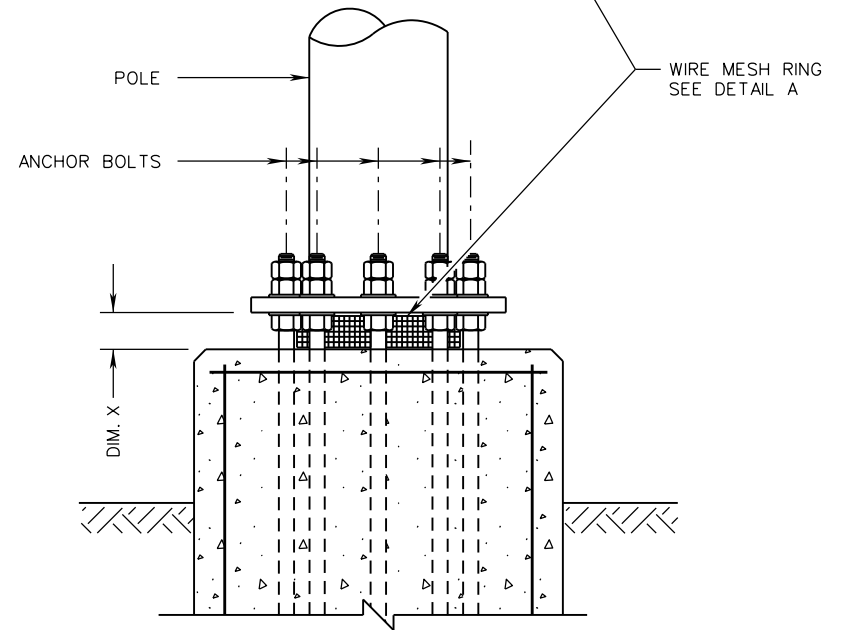 WIRE MESH RING
SEE DETAIL A
POLE
ANCHOR BOLTS
DIM. X